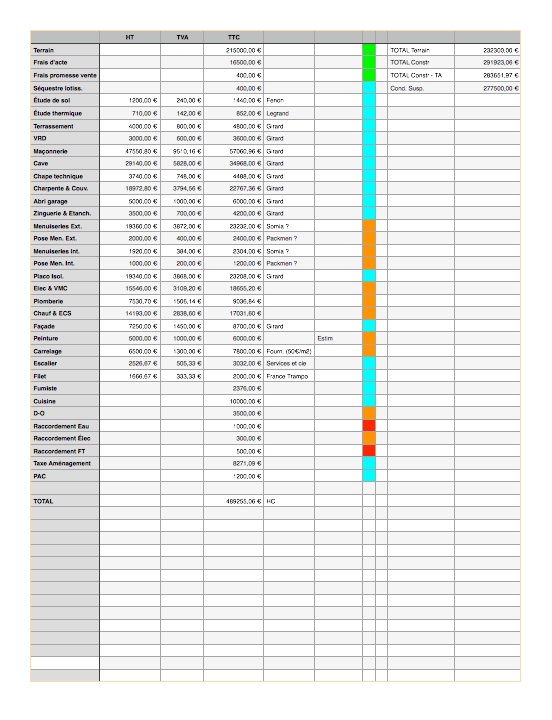 HT TVA TTC
Terrain 215000,00 € TOTAL Terrain 232300,00 €
Frais d'acte 16500,00 € TOTAL Constr 291923,06 €
Frais promesse vente 400,00 € TOTAL Constr - TA 283651,97 €
Séquestre lotiss. 400,00 € Cond. Susp. 277500,00 €
Étude de sol 1200,00 € 240,00 € 1440,00 € Fenon
Étude thermique 710,00 € 142,00 € 852,00 € Legrand
Terrassement 4000,00 € 800,00 € 4800,00 € Girard
VRD 3000,00 € 600,00 € 3600,00 € Girard
Maçonnerie 47550,80 € 9510,16 € 57060,96 € Girard
Cave 29140,00 € 5828,00 € 34968,00 € Girard
Chape technique 3740,00 € 748,00 € 4488,00 € Girard
Charpente & Couv. 18972,80 € 3794,56 € 22767,36 € Girard
Abri garage 5000,00 € 1000,00 € 6000,00 € Girard
Zinguerie & Etanch. 3500,00 € 700,00 € 4200,00 € Girard
Menuiseries Ext. 19360,00 € 3872,00 € 23232,00 € Somia ?
Pose Men. Ext. 2000,00 € 400,00 € 2400,00 € Packmen ?
Menuiseries Int. 1920,00 € 384,00 € 2304,00 € Somia ?
Pose Men. Int. 1000,00 € 200,00 € 1200,00 € Packmen ?
Placo Isol. 19340,00 € 3868,00 € 23208,00 € Girard
Elec & VMC 15546,00 € 3109,20 € 18655,20 €
Plomberie 7530,70 € 1506,14 € 9036,84 €
Chauf & ECS 14193,00 € 2838,60 € 17031,60 €
Façade 7250,00 € 1450,00 € 8700,00 € Girard
Peinture 5000,00 € 1000,00 € 6000,00 € Estim
Carrelage 6500,00 € 1300,00 € 7800,00 € Fourn. (50€/m2)
Escalier 2526,67 € 505,33 € 3032,00 € Services et cie
Filet 1666,67 € 333,33 € 2000,00 € France Trampo
Fumiste 2376,00 €
Cuisine 10000,00 €
D-O 3500,00 €
Raccordement Eau 1000,00 €
Raccordement Élec 300,00 €
Raccordement FT 500,00 €
Taxe Aménagement 8271,09 €
PAC 1200,00 €
TOTAL 489255,06 € HC